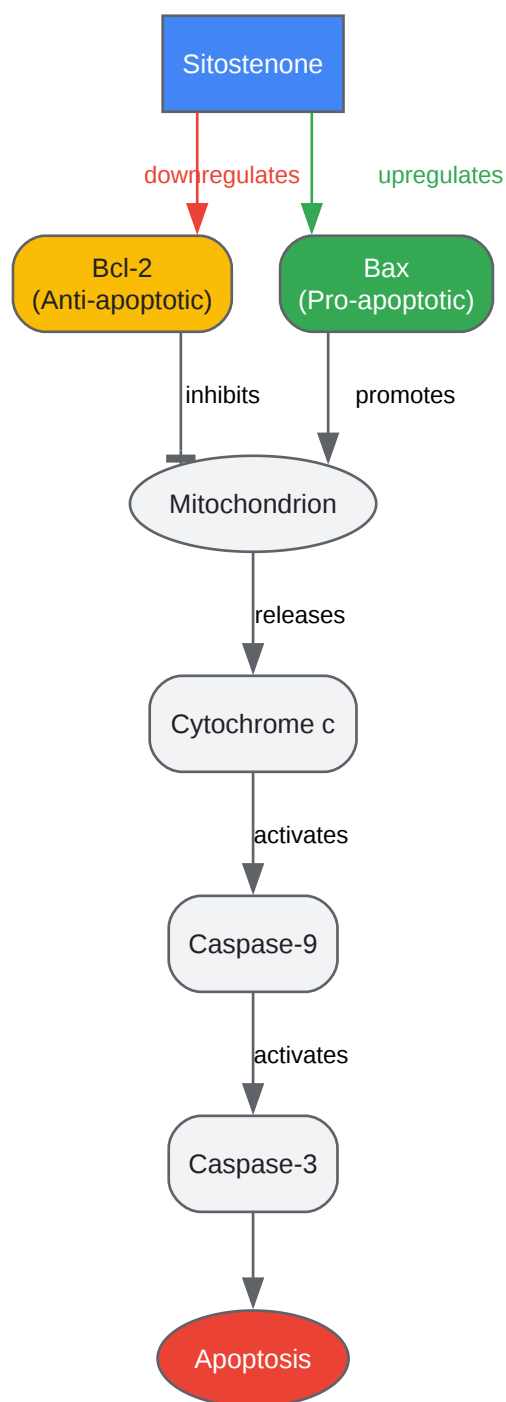 Sitostenone
downregulates
upregulates
Bcl-2
(Anti-apoptotic)
Bax
(Pro-apoptotic)
inhibits
promotes
Mitochondrion
releases
Cytochrome c
activates
Caspase-9
activates
Caspase-3
Apoptosis